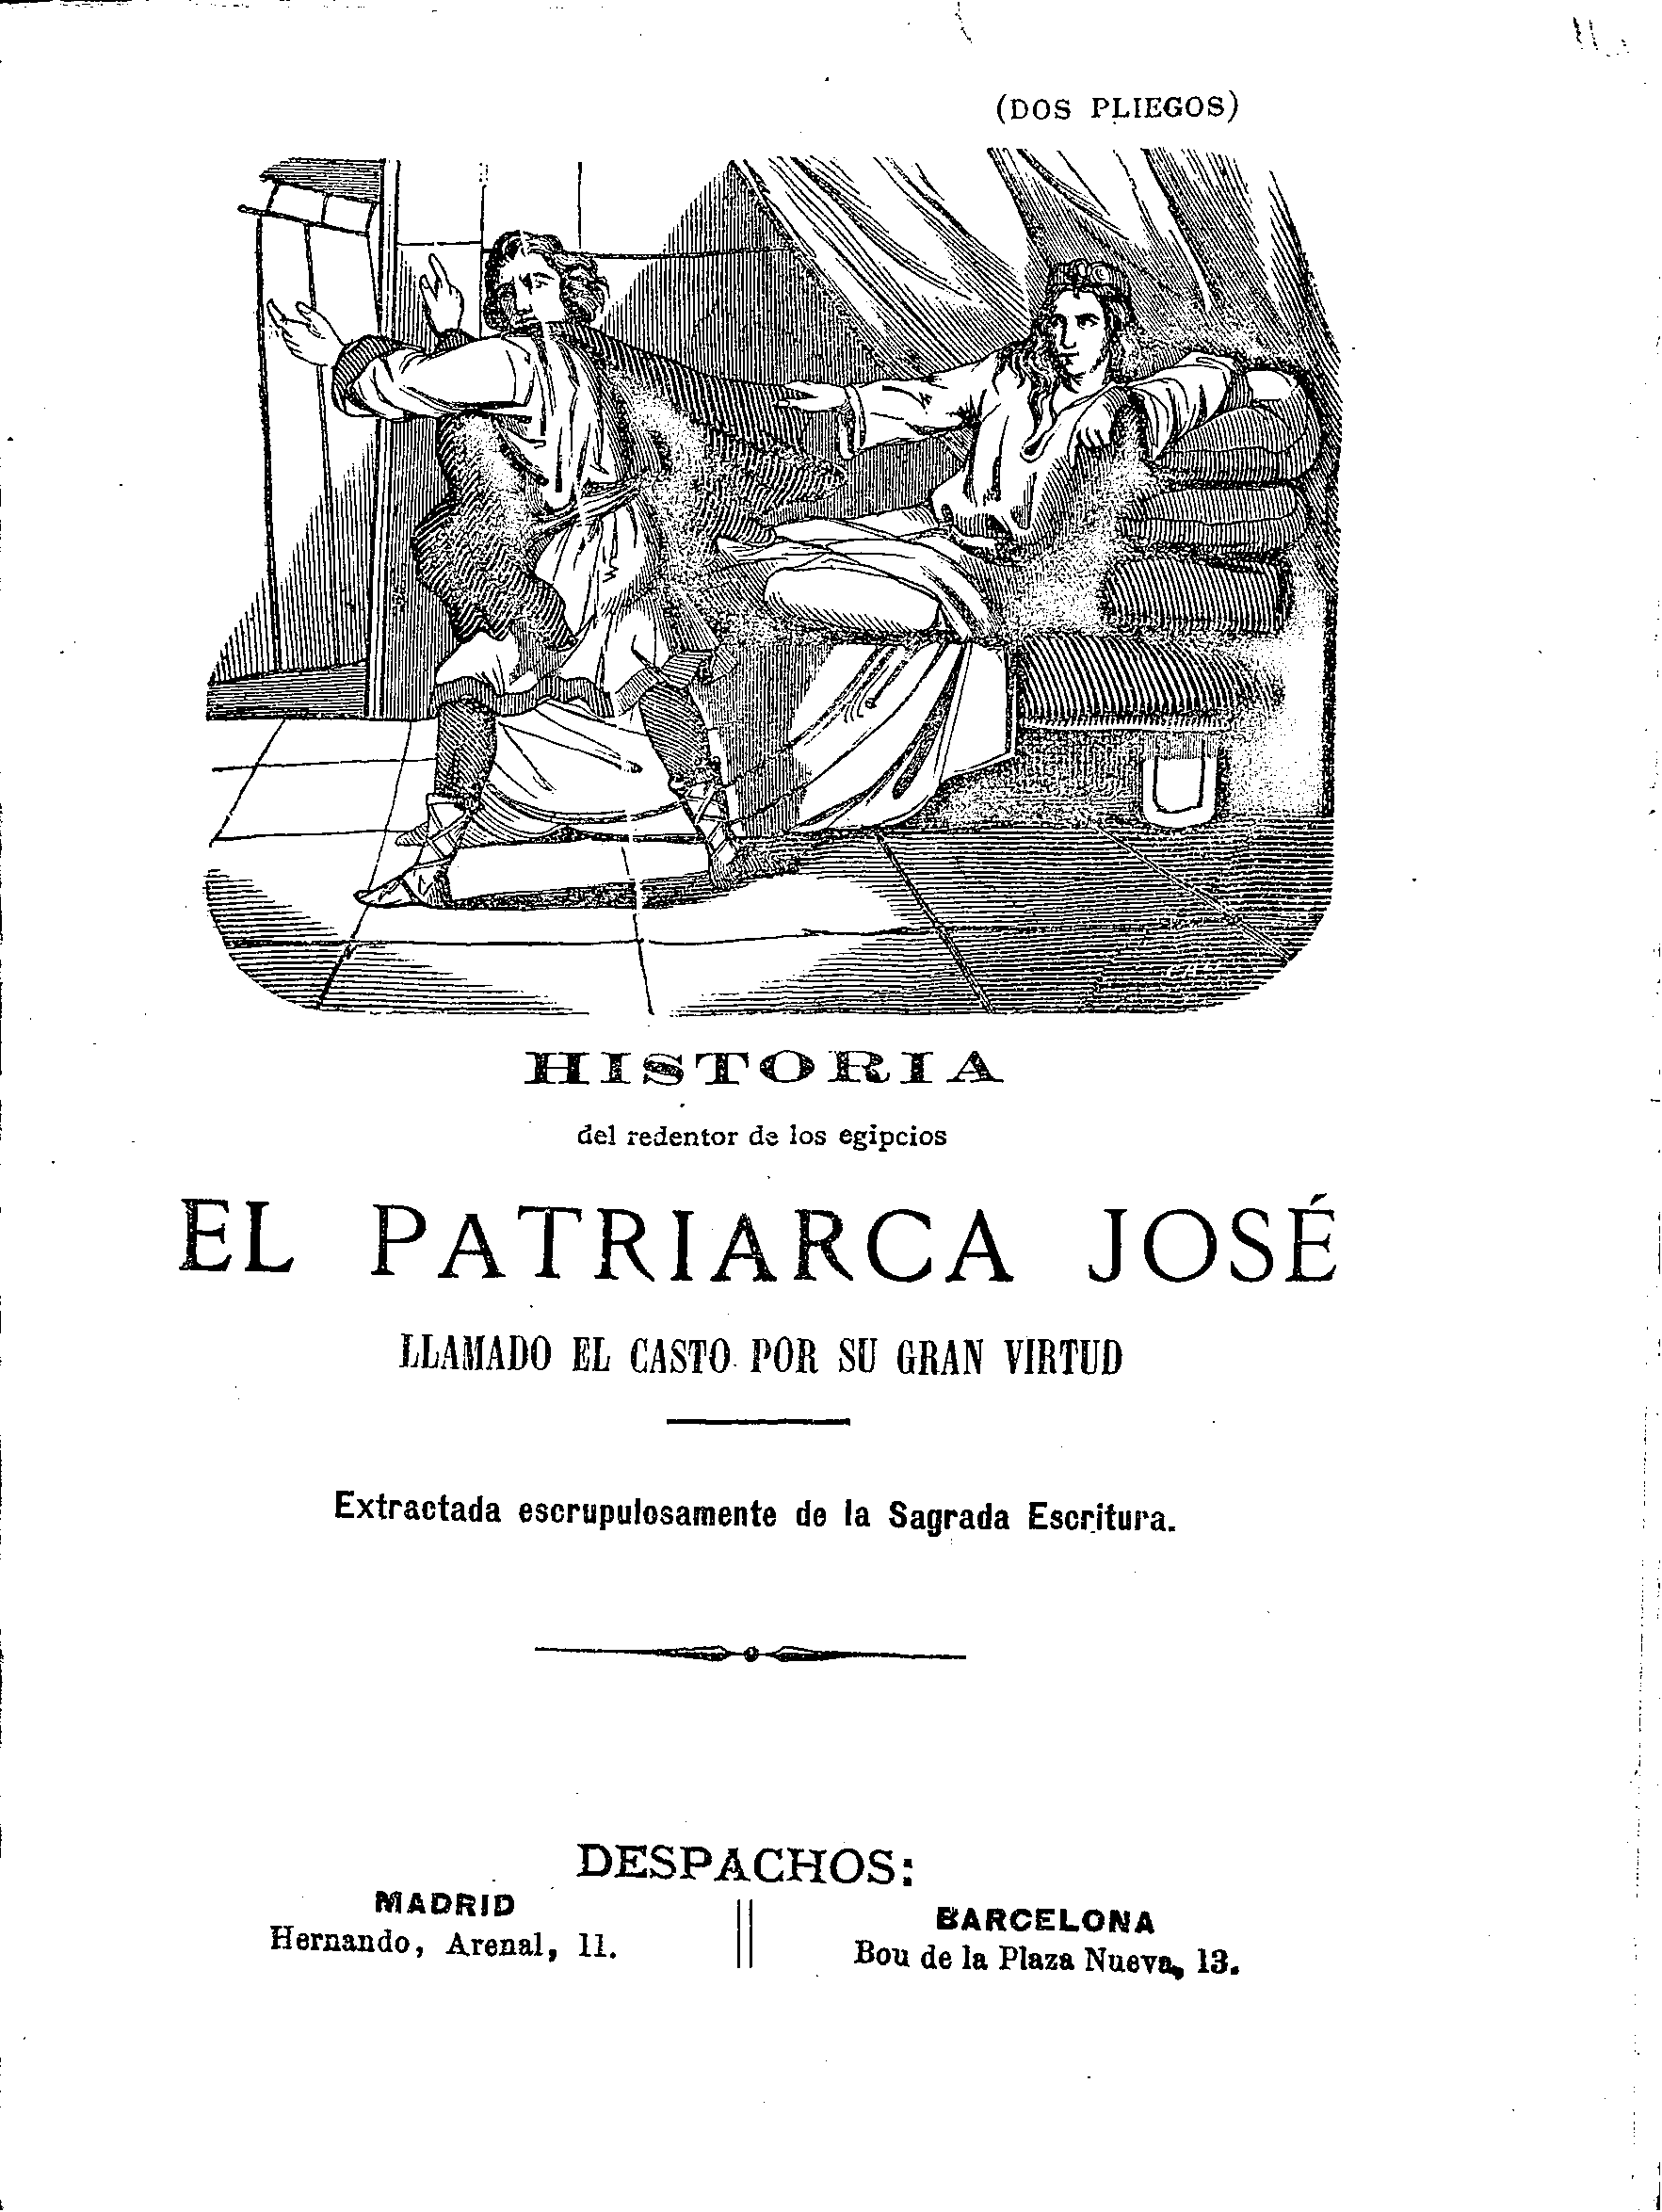 (DOS PLIEGOS)
HISTORIA
del redentor de los egipcios
EL PATRIARCA JOSÉ
LLAMADO EL CASTO POR SU GRAN VIRTUD
Extractada escrupulosamente de la Sagrada Escritura.
DESPACHOS:
MADRID
Hernando, Arenal, 11.
BARCELONA
Bou de la Plaza Nueva, 13.